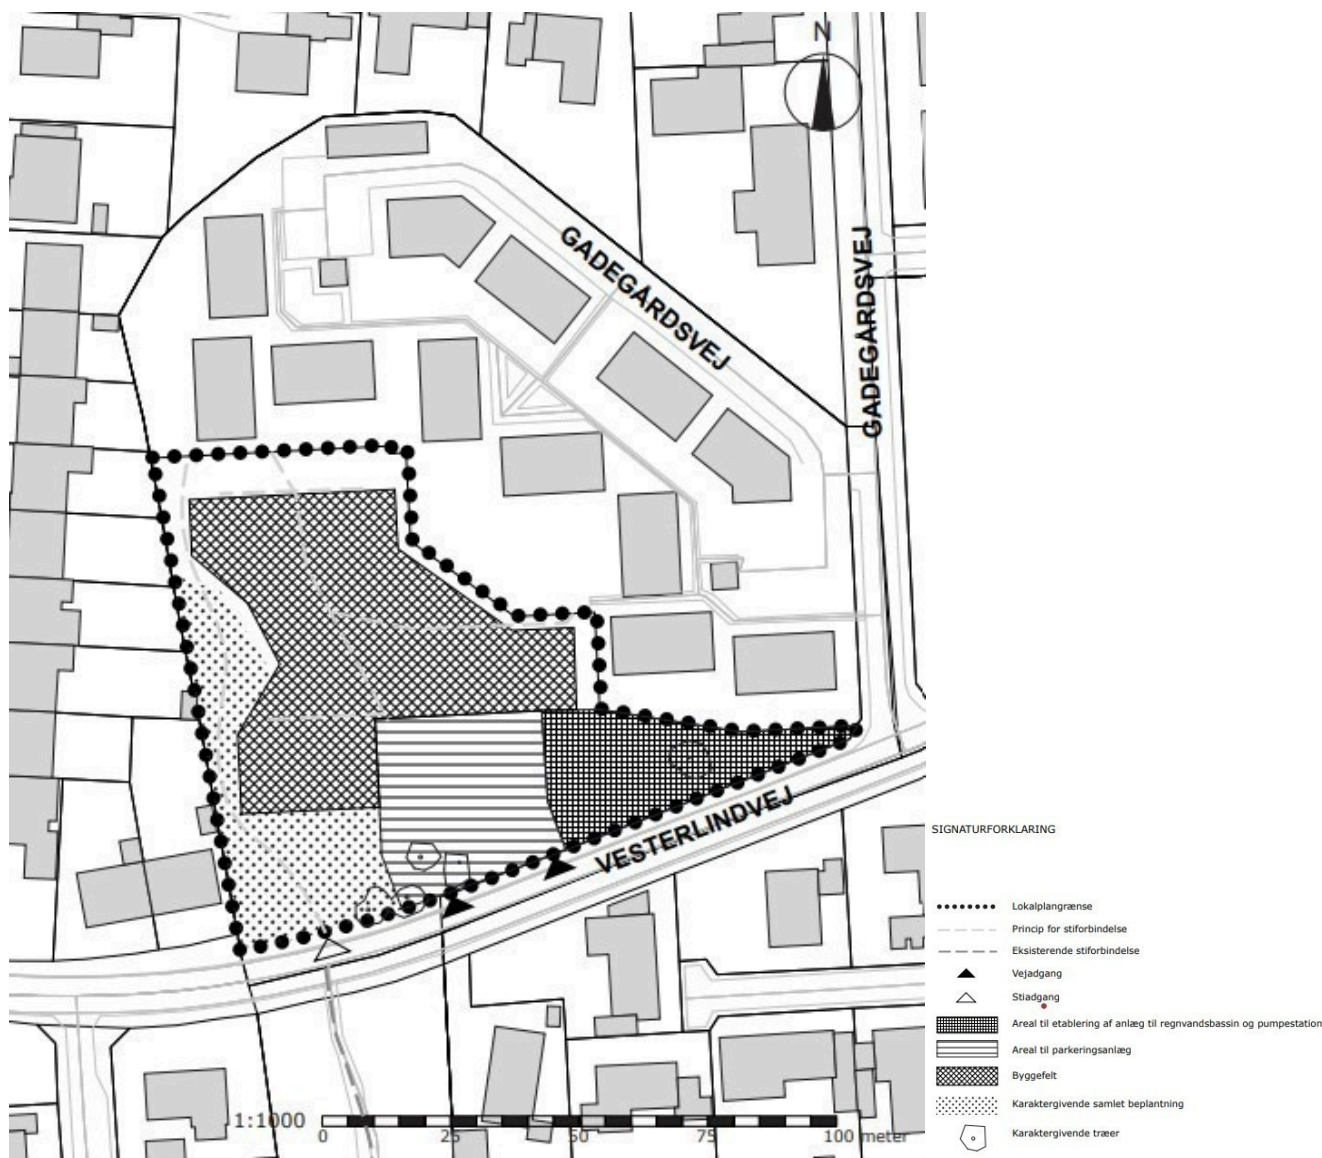 N
GADEGÅRDSVEJ
GADEGÅRDSVEJ
VESTERLINDVEJ
SIGNATURFORKLARING
Lokalplangrænse
Princip for stiforbindelse
Eksisterende stiforbindelse
Vejadgang
Stiadgang
Areal til etablering af anlæg til regnvandsbassin og pumpestation
Areal til parkeringsanlæg
Byggefelt
Karaktergivende samlet beplantning
Karaktergivende træer
1:1000
0 25 50 75 100 meter